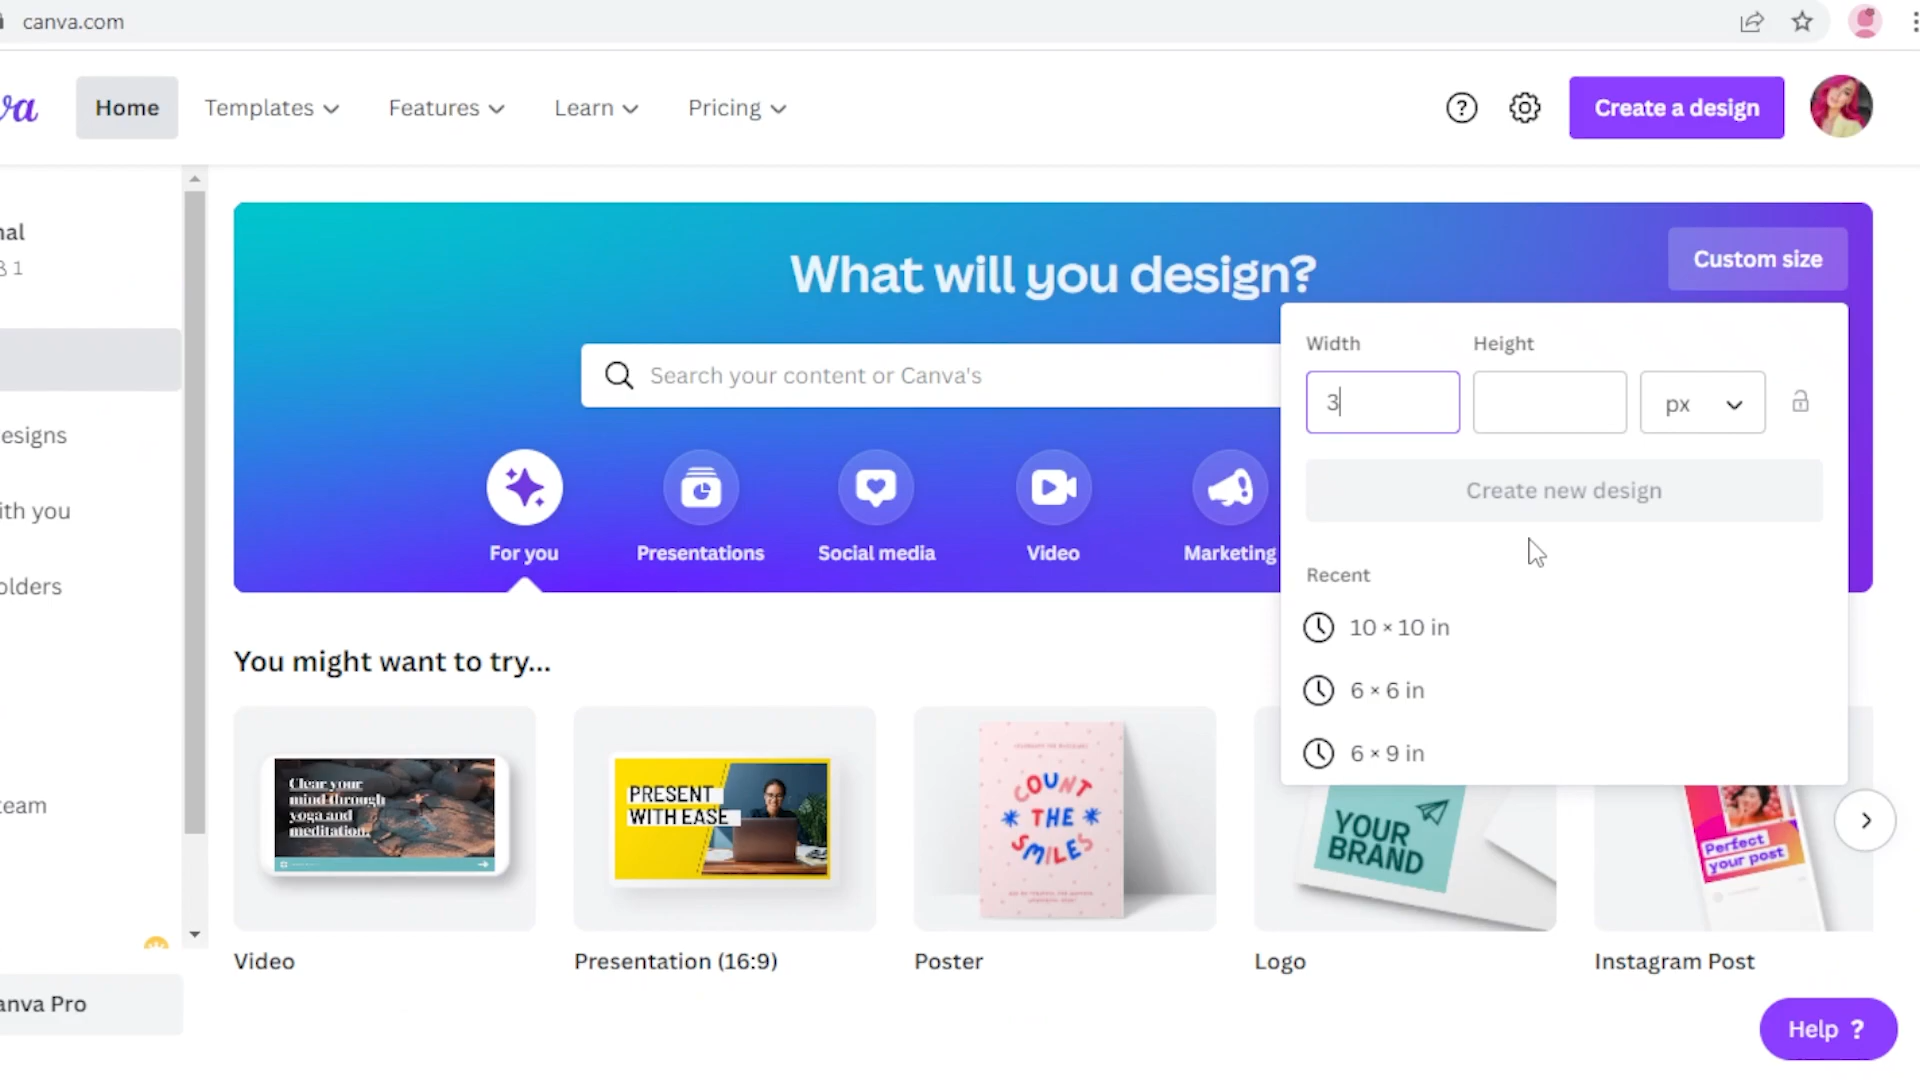 canva.com
va
Home
Templates
Features
Learn
Pricing
?
Create a design
nal
1
esigns
ith you
olders
eam
anva Pro
What will you design?
Custom size
Search your content or Canva's
Width
Height
3
px
Create new design
Recent
10 × 10 in
6 × 6 in
6 × 9 in
For you
Presentations
Social media
Video
Marketing
You might want to try...
Clear your
mind through
yoga and
meditation.
PRESENT
WITH EASE
COUNT
THE
SMILES
YOUR
BRAND
Perfect
your post
Video
Presentation (16:9)
Poster
Logo
Instagram Post
Help ?